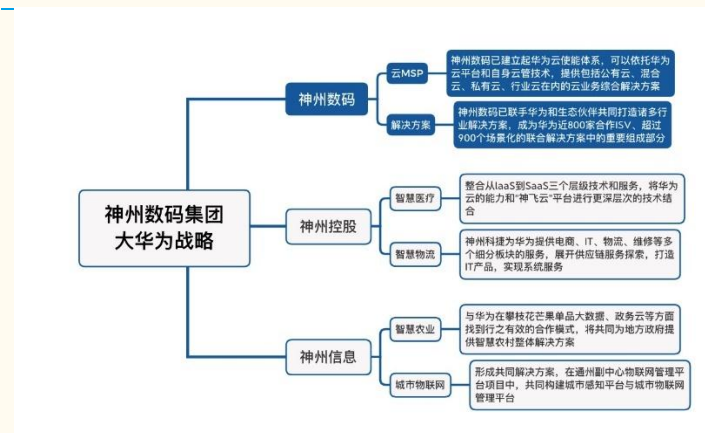 神州数码集团
大华为战略
神州数码
云MSP
神州数码已建立起华为云使能体系，可以依托华为
云平台和自身云管技术，提供包括公有云、混合
云、私有云、行业云在内的云业务综合解决方案
解决方案
神州数码已联手华为和生态伙伴共同打造诸多行
业解决方案，成为华为近800家合作ISV、超过
900个场景化的联合解决方案中的重要组成部分
神州控股
智慧医疗
整合从IaaS到SaaS三个层级技术和服务，将华为
云的能力和“神飞云”平台进行更深层次的技术结
合
智慧物流
神州科捷为华为提供电商、IT、物流、维修等多
个细分板块的服务，展开供应链服务探索，打造
IT产品，实现系统服务
神州信息
智慧农业
与华为在攀枝花芒果单品大数据、政务云等方面
找到行之有效的合作模式，将共同为地方政府提
供智慧农村整体解决方案
城市物联网
形成共同解决方案，在通州副中心物联网管理平
台项目中，共同构建城市感知平台与城市物联网
管理平台